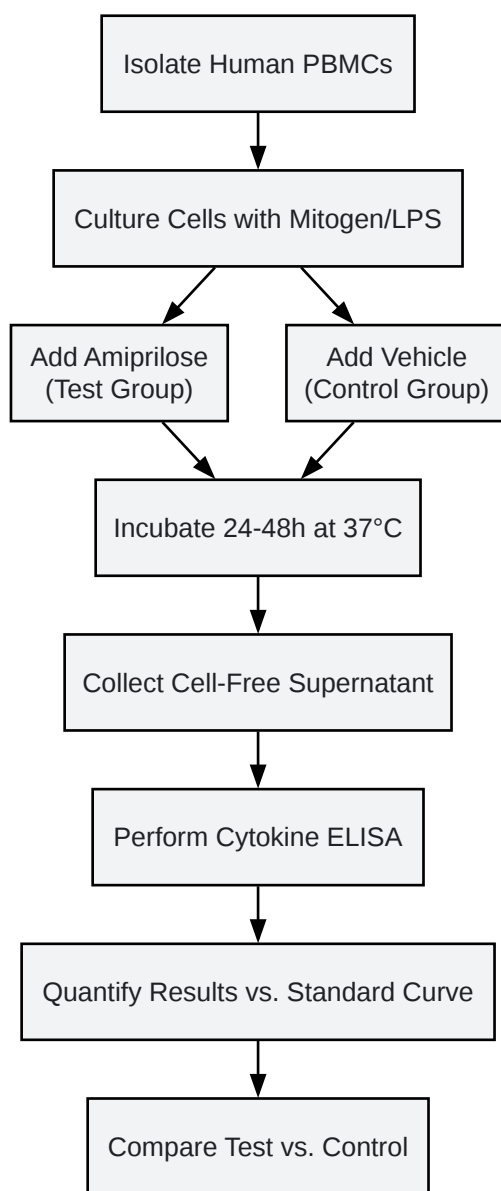 Isolate Human PBMCs
Culture Cells with Mitogen/LPS
Add Amiprilose
(Test Group)
Add Vehicle
(Control Group)
Incubate 24-48h at 37°C
Collect Cell-Free Supernatant
Perform Cytokine ELISA
Quantify Results vs. Standard Curve
Compare Test vs. Control